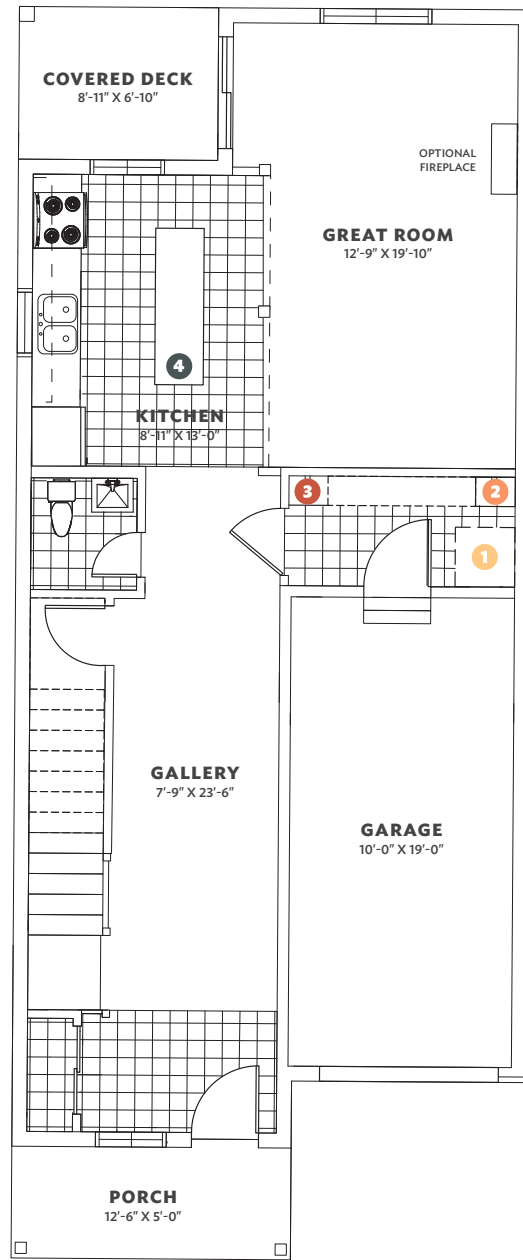 COVERED DECK
8'-11" X 6'-10"
OPTIONAL
FIREPLACE
GREAT ROOM
12'-9" X 19'-10"
4
KITCHEN
8'-11" X 13'-0"
3
2
1
GALLERY
7'-9" X 23'-6"
GARAGE
10'-0" X 19'-0"
PORCH
12'-6" X 5'-0"